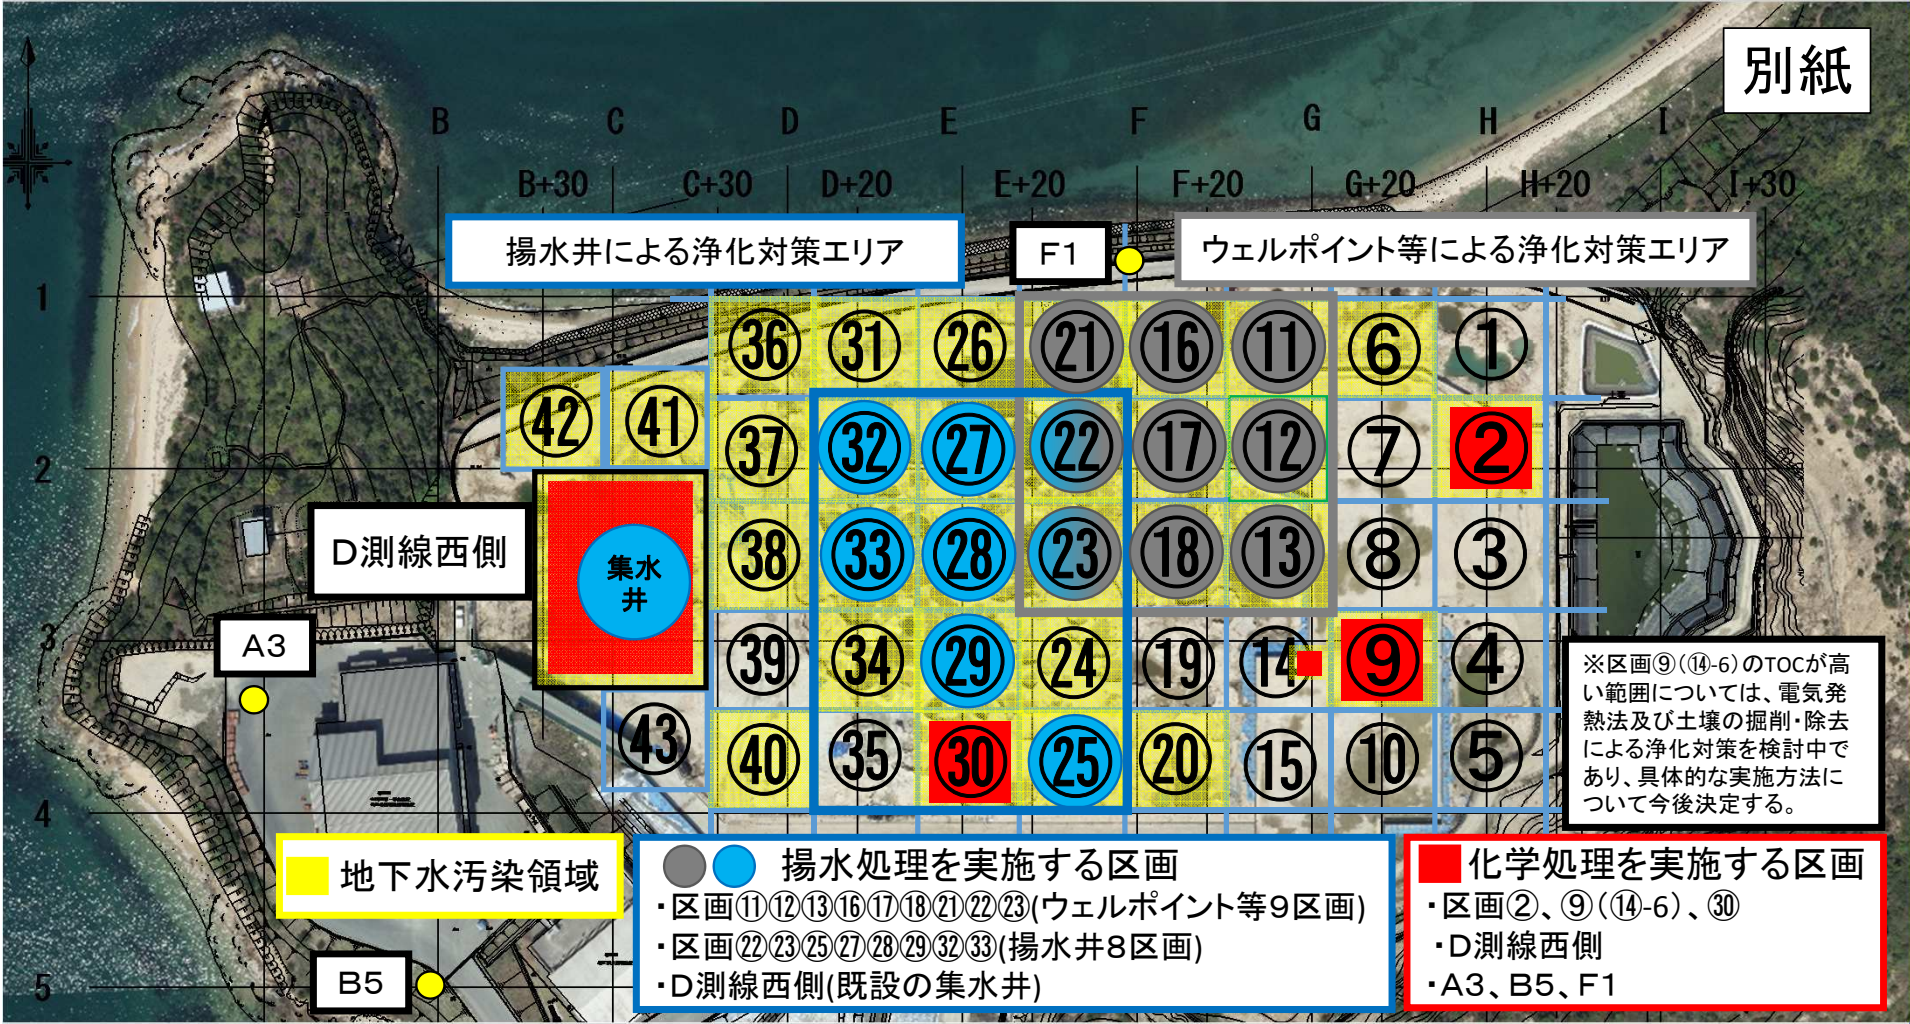 別紙
A B C D E F G H I
B+30 C+30 D+20 E+20 F+20 G+20 H+20 I+30
揚水井による浄化対策エリア
F1
ウェルポイント等による浄化対策エリア
1
㊱ ㉛ ㉖ ㉑ ⑯ ⑪ ⑥ ①
㊷ ㊶ ㊲ ㉜ ㉗ ㉒ ⑰ ⑫ ⑦ ②
2
D測線西側
集水
井
㊳ ㉝ ㉘ ㉓ ⑱ ⑬ ⑧ ③
3
A3
㊴ ㉞ ㉙ ㉔ ⑲ ⑭ ⑨ ④
㊸ ㊵ ㉟ ㉚ ㉕ ⑳ ⑮ ⑩ ⑤
4
※区画⑨(⑭-6)のTOCが高
い範囲については、電気発
熱法及び土壌の掘削・除去
による浄化対策を検討中で
あり、具体的な実施方法に
ついて今後決定する。
地下水汚染領域
B5
5
揚水処理を実施する区画
・区画⑪⑫⑬⑯⑰⑱㉑㉒㉓(ウェルポイント等9区画)
・区画㉒㉓㉕㉗㉘㉙㉜㉝(揚水井8区画)
・D測線西側(既設の集水井)
化学処理を実施する区画
・区画②、⑨(⑭-6)、㉚
・D測線西側
・A3、B5、F1